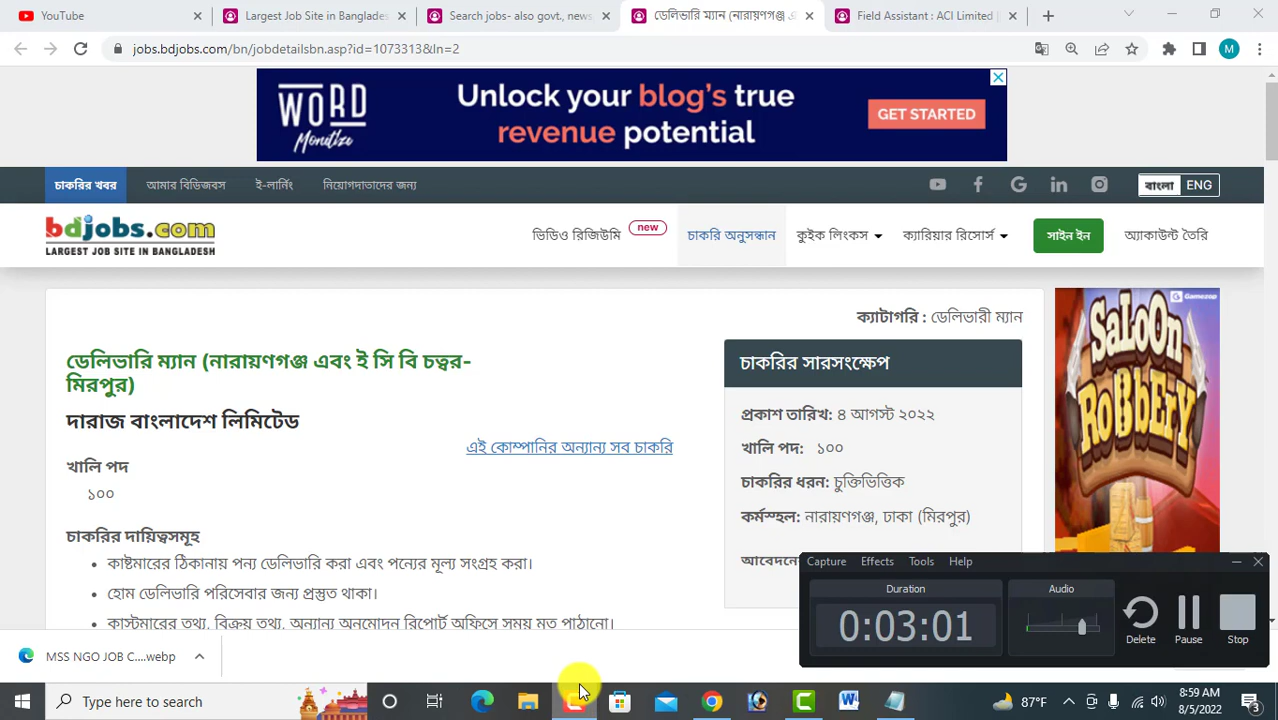 YouTube
Largest Job Site in Banglades
Search jobs- also govt., news
ডেলিভারি ম্যান (নারায়ণগঞ্জ এ
Field Assistant : ACI Limited ||
jobs.bdjobs.com/bn/jobdetailsbn.asp?id=1073313&ln=2
M
WORD Monetize
Unlock your blog's true
revenue potential
GET STARTED
চাকরির খবর আমার বিডিজবস ই-লার্নিং নিয়োগদাতাদের জন্য
বাংলা ENG
bdjobs.com
LARGEST JOB SITE IN BANGLADESH
ভিডিও রিজিউমি new চাকরি অনুসন্ধান কুইক লিংকস ক্যারিয়ার রিসোর্স সাইন ইন অ্যাকাউন্ট তৈরি
ক্যাটাগরি : ডেলিভারী ম্যান
ডেলিভারি ম্যান (নারায়ণগঞ্জ এবং ই সি বি চত্বর-
মিরপুর)
দারাজ বাংলাদেশ লিমিটেড
এই কোম্পানির অন্যান্য সব চাকরি
খালি পদ
১০০
চাকরির দায়িত্বসমূহ
• কাষ্টমারের ঠিকানায় পন্য ডেলিভারি করা এবং পন্যের মূল্য সংগ্রহ করা।
• হোম ডেলিভারি পরিসেবার জন্য প্রস্তুত থাকা।
• কাস্টমারের তথ্য, বিক্রয় তথ্য, অন্যান্য অনমোদন রিপোর্ট অফিসে সময় মত পাঠানো।
চাকরির সারসংক্ষেপ
প্রকাশ তারিখ: ৪ আগস্ট ২০২২
খালি পদ: ১০০
চাকরির ধরন: চুক্তিভিত্তিক
কর্মস্থল: নারায়ণগঞ্জ, ঢাকা (মিরপুর)
আবেদনে
Gamezop
SALOON
ROBBERY
Capture Effects Tools Help
Duration
0:03:01
Audio
Delete
Pause
Stop
MSS NGO JOB C....webp
Type here to search
87°F
8:59 AM
8/5/2022
3